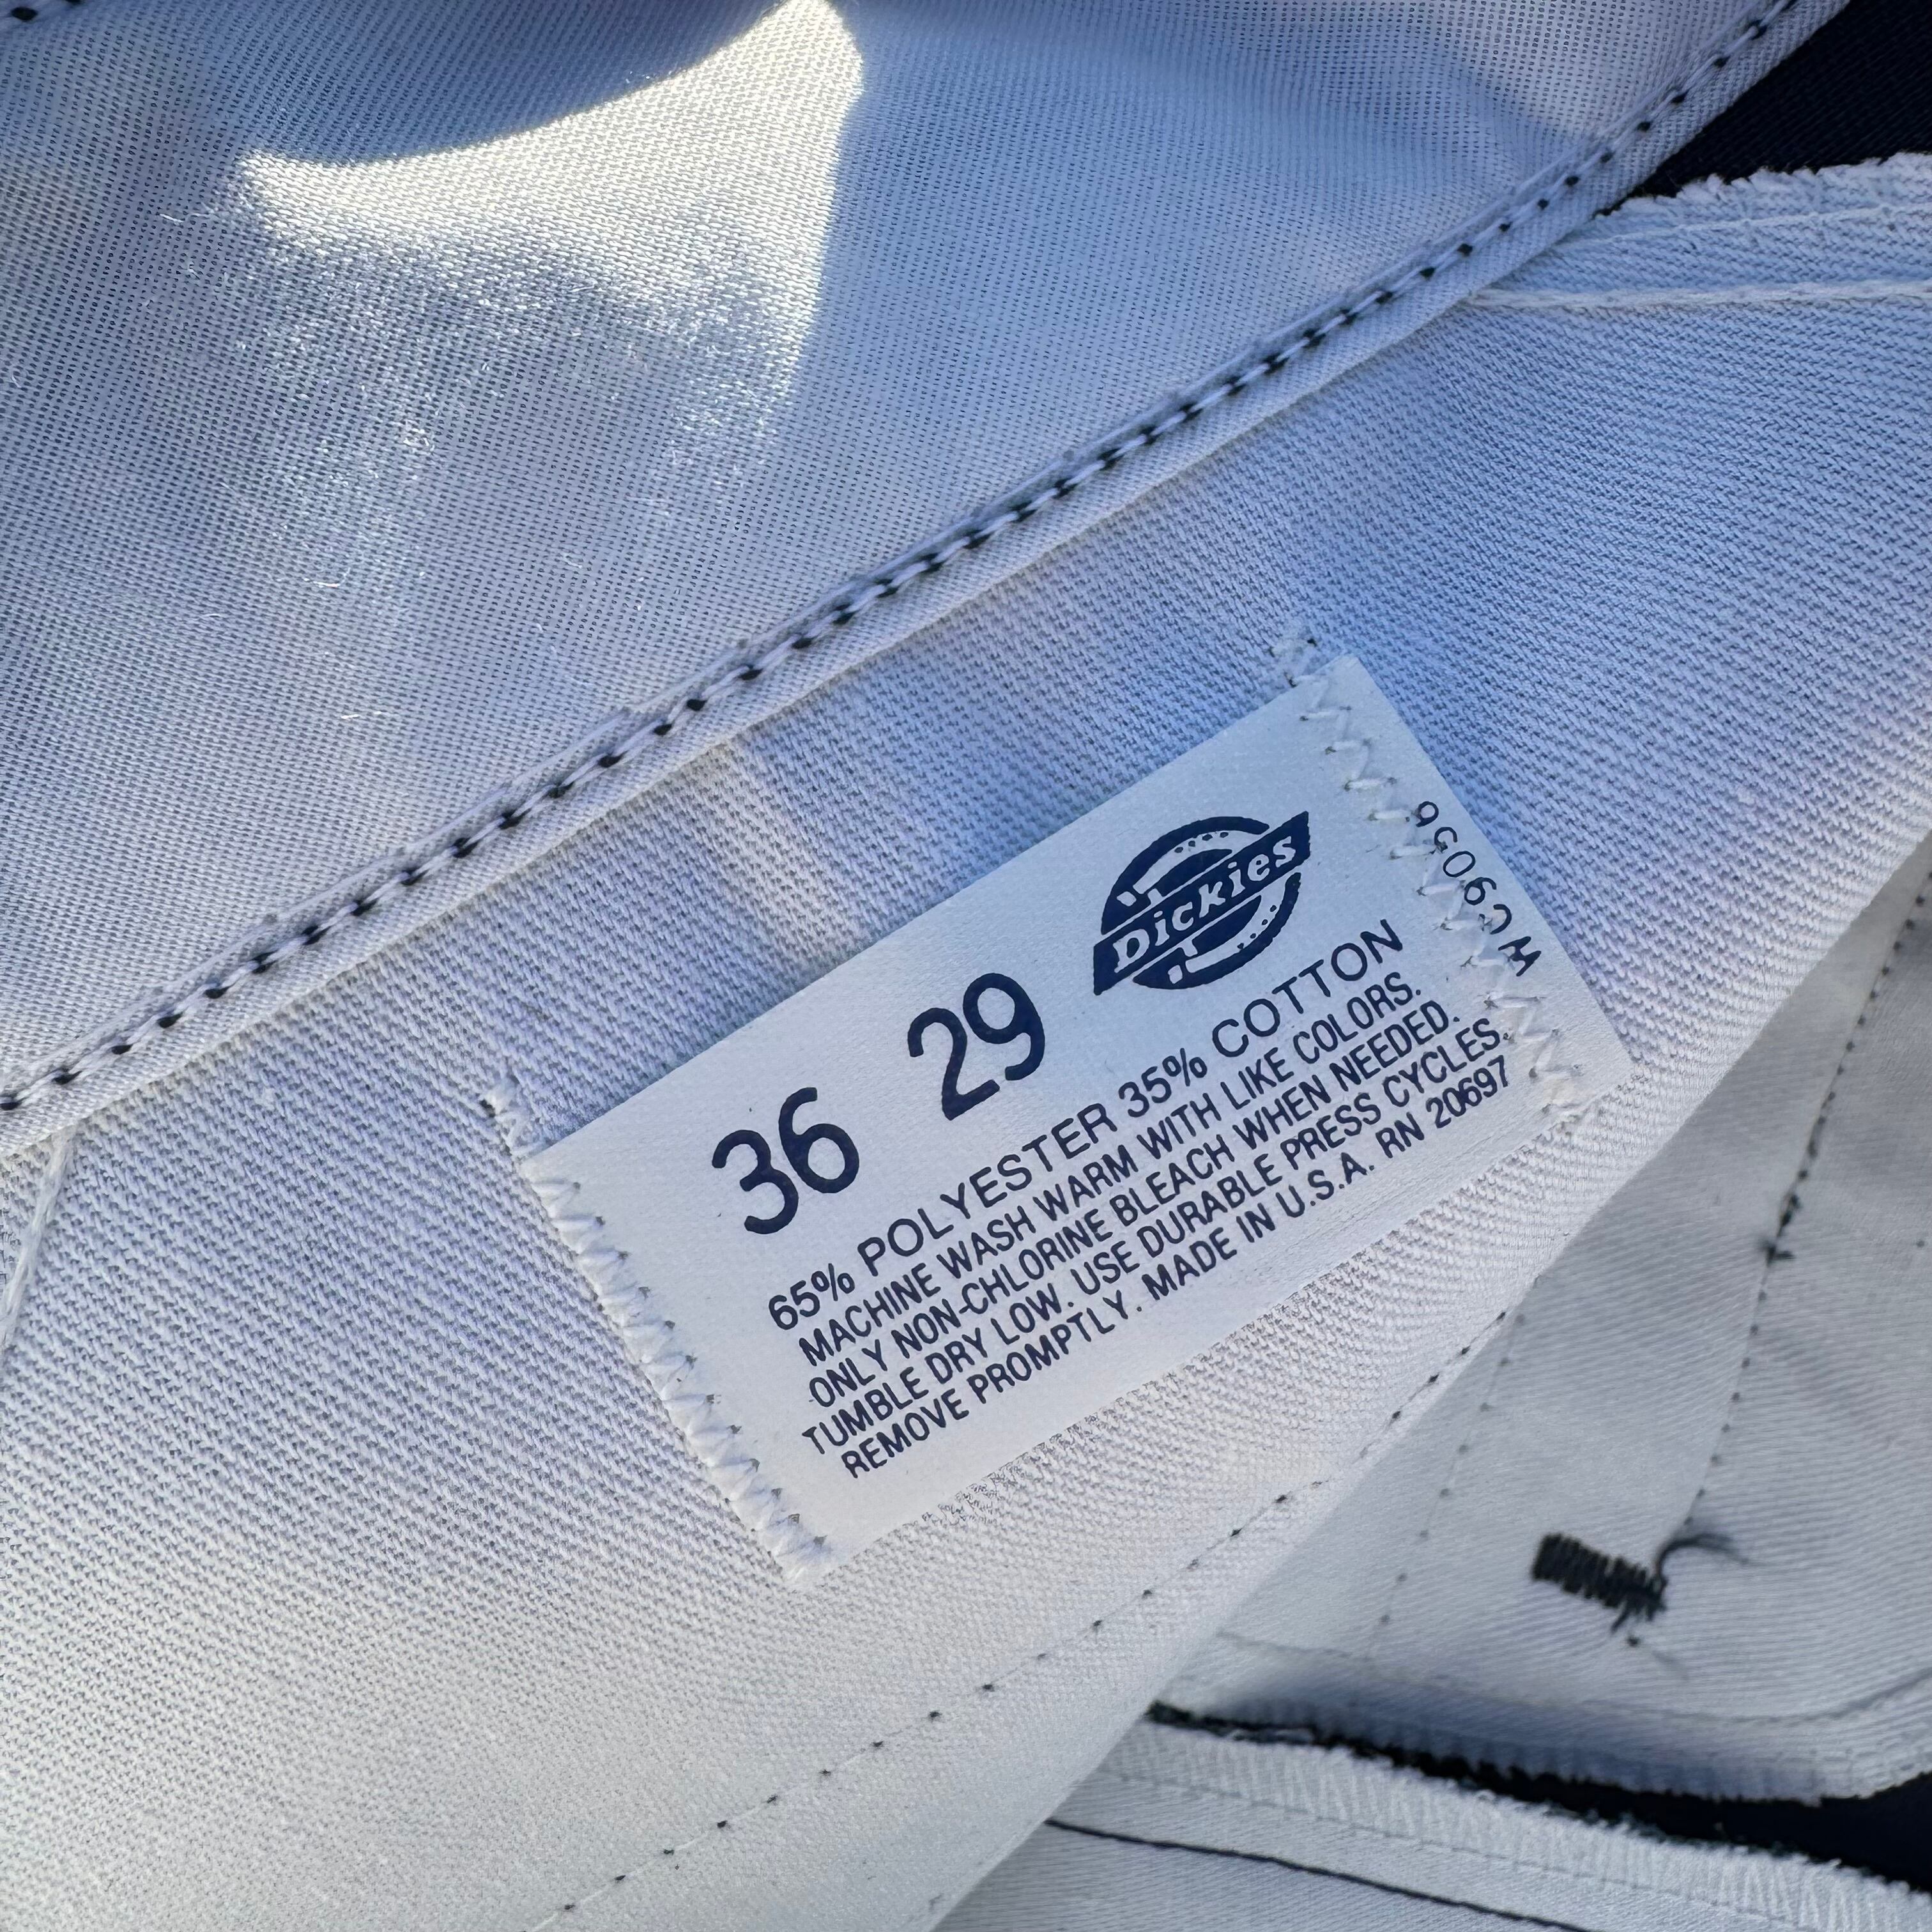 36 29 Dickies
65% POLYESTER 35% COTTON
MACHINE WASH WARM WITH LIKE COLORS.
ONLY NON-CHLORINE BLEACH WHEN NEEDED.
TUMBLE DRY LOW. USE DURABLE PRESS CYCLES.
REMOVE PROMPTLY. MADE IN U.S.A. RN 20697